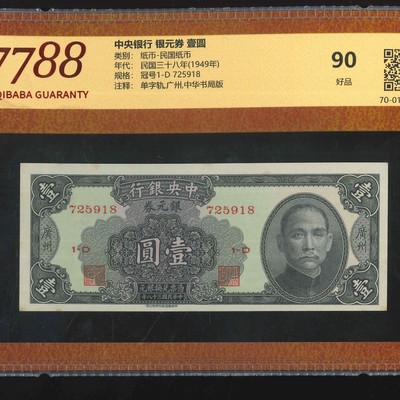 7788
QIBABA GUARANTY
中央银行 银元券 壹圆
类别: 纸币-民国纸币
年代: 民国三十八年(1949年)
规格: 冠号1-D 725918
注释: 单字轨,广州,中华书局版
90
好品
70-01
壹 行銀央中 壹
券元銀
725918 725918
1-D 1-D
廣州 圓壹 廣州
壹 壹